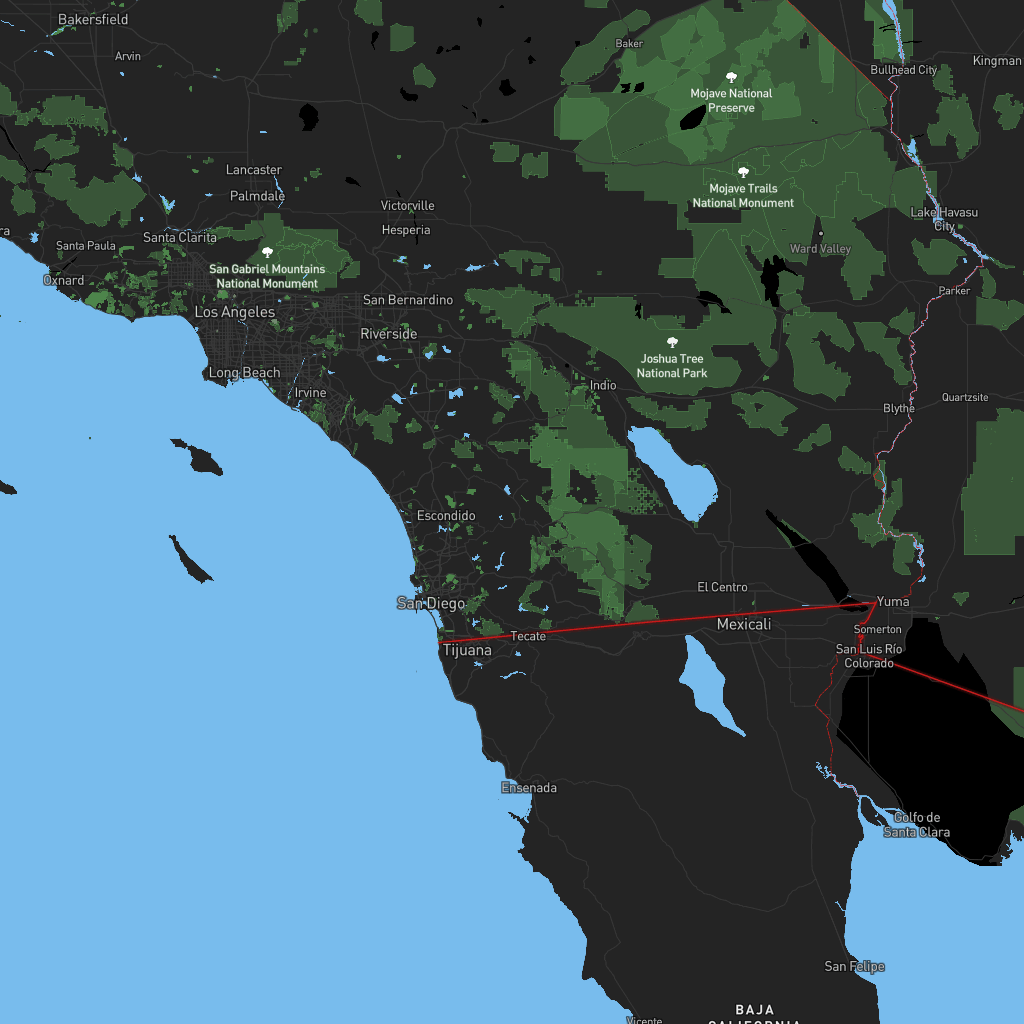 Bakersfield
Baker
Arvin
Kingman
Bullhead City
Mojave National
Preserve
Lancaster
Palmdale
Mojave Trails
National Monument
Victorville
Lake Havasu
City
Hesperia
ra
Santa Clarita
Santa Paula
Ward Valley
San Gabriel Mountains
National Monument
Oxnard
Parker
San Bernardino
Los Angeles
Riverside
Joshua Tree
National Park
Long Beach
Indio
Irvine
Quartzsite
Blythe
Escondido
El Centro
San Diego
Yuma
Mexicali
Somerton
Tecate
Tijuana
San Luis Río
Colorado
Ensenada
Golfo de
Santa Clara
San Felipe
BAJA
CALIFORNIA
Vicente